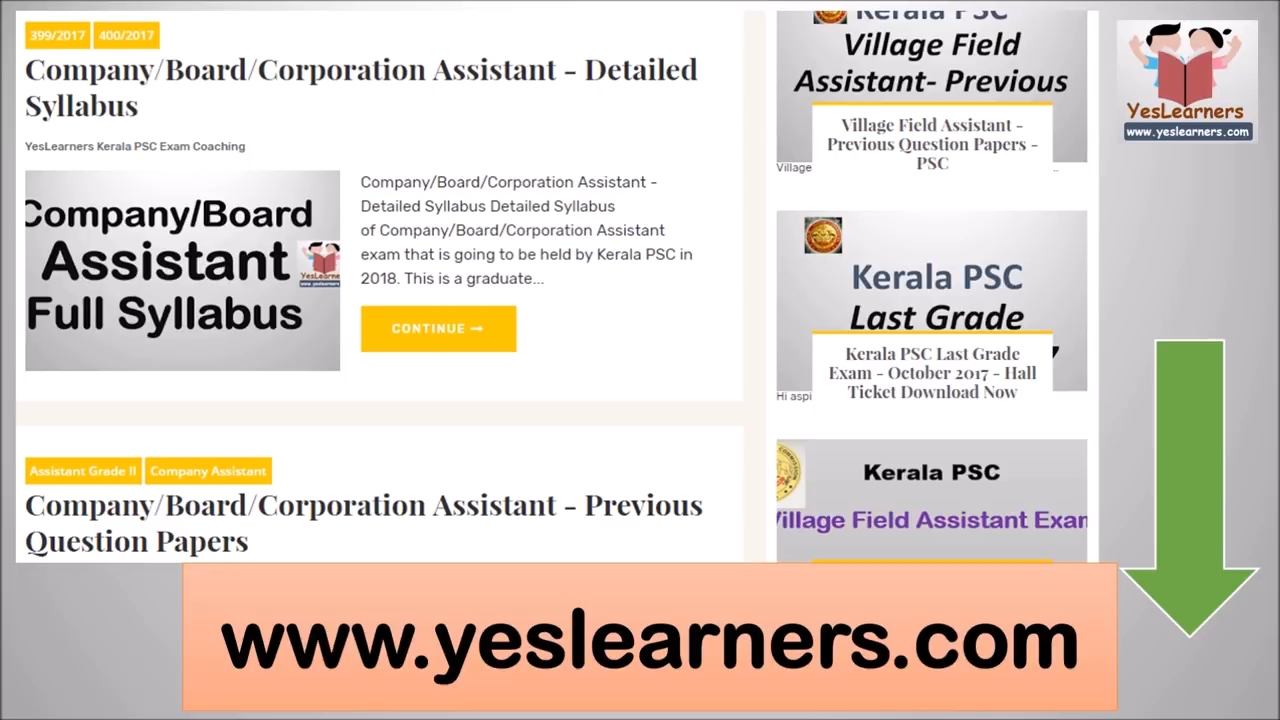 399/2017 400/2017
Company/Board/Corporation Assistant - Detailed
Syllabus
YesLearners Kerala PSC Exam Coaching
Company/Board
Assistant
Full Syllabus
YesLearne
Company/Board/Corporation Assistant -
Detailed Syllabus Detailed Syllabus
of Company/Board/Corporation Assistant
exam that is going to be held by Kerala PSC in
2018. This is a graduate...
CONTINUE →
Assistant Grade II Company Assistant
Company/Board/Corporation Assistant - Previous
Question Papers
Kerala PSC
Village Field
Assistant- Previous
Village Field Assistant -
Previous Question Papers -
PSC
Village ...
Kerala PSC
Last Grade
Kerala PSC Last Grade
Exam - October 2017 - Hall
Ticket Download Now
Hi aspi
Kerala PSC
Village Field Assistant Exam
YesLearners
www.yeslearners.com
www.yeslearners.com